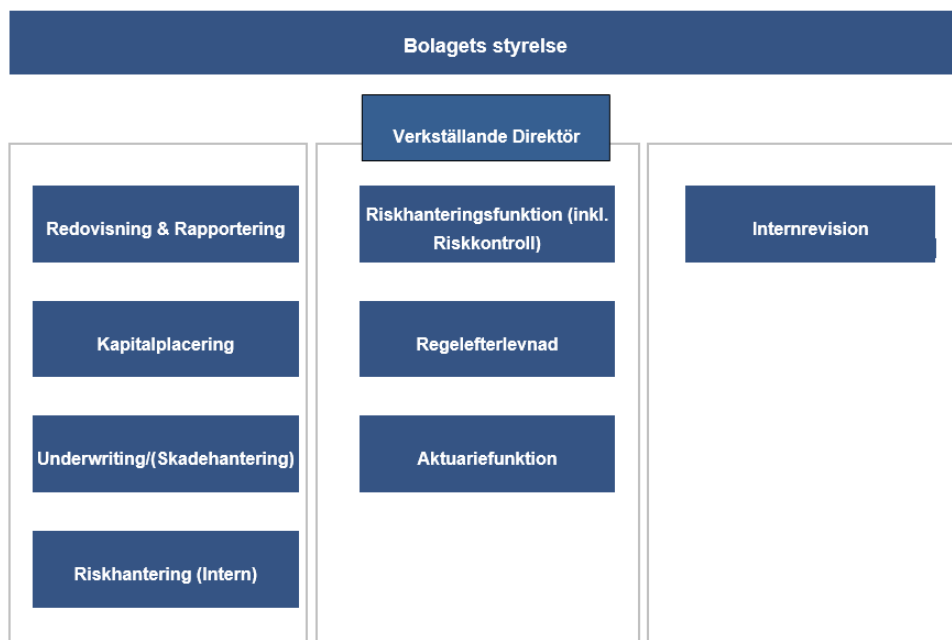 Bolagets styrelse
Verkställande Direktör
Redovisning & Rapportering
Kapitalplacering
Underwriting/(Skadehantering)
Riskhantering (Intern)
Riskhanteringsfunktion (inkl.
Riskkontroll)
Regelefterlevnad
Aktuariefunktion
Internrevision